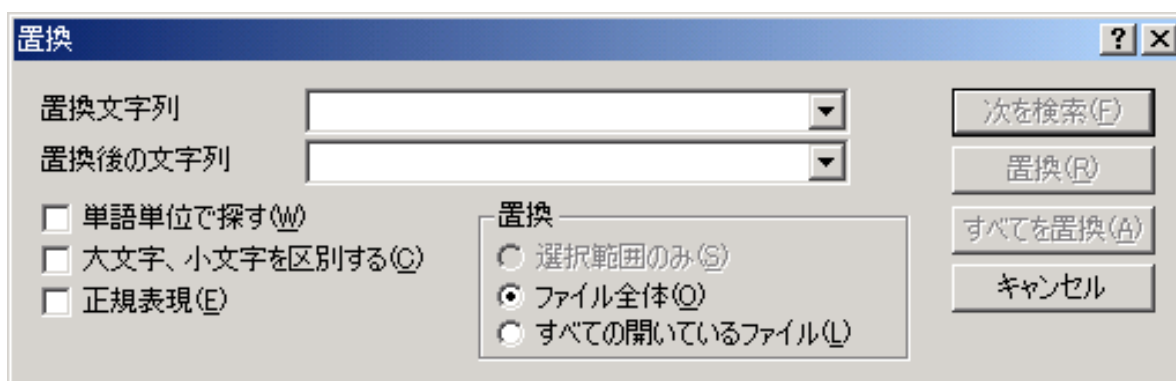 置換
置換文字列
置換後の文字列
単語単位で探す(W)
大文字、小文字を区別する(C)
正規表現(E)
置換
選択範囲のみ(S)
ファイル全体(O)
すべての開いているファイル(L)
次を検索(F)
置換(R)
すべてを置換(A)
キャンセル